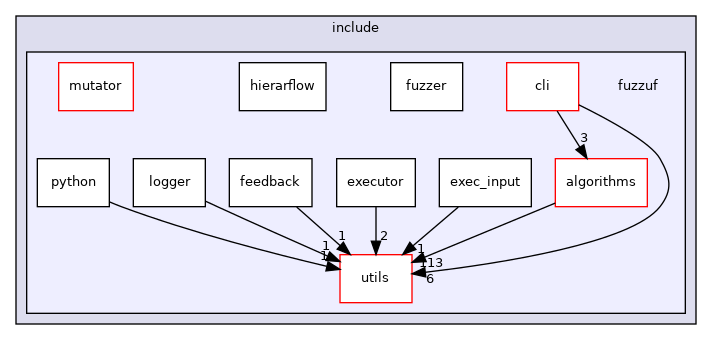 include
mutator
hierarflow
fuzzer
cli
fuzzuf
3
python
logger
feedback
executor
exec_input
algorithms
1
2
1
1
1
13
6
utils